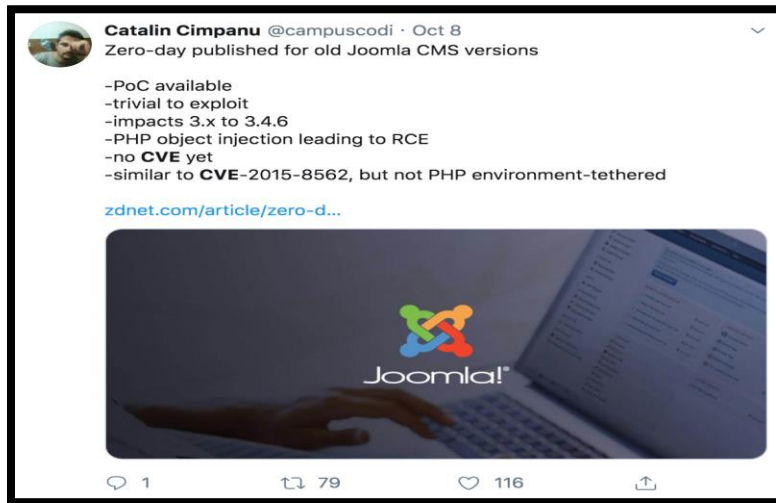 Catalin Cimpanu @campuscodi · Oct 8
Zero-day published for old Joomla CMS versions
-PoC available
-trivial to exploit
-impacts 3.x to 3.4.6
-PHP object injection leading to RCE
-no CVE yet
-similar to CVE-2015-8562, but not PHP environment-tethered
zdnet.com/article/zero-d...
Joomla!®
1 79 116